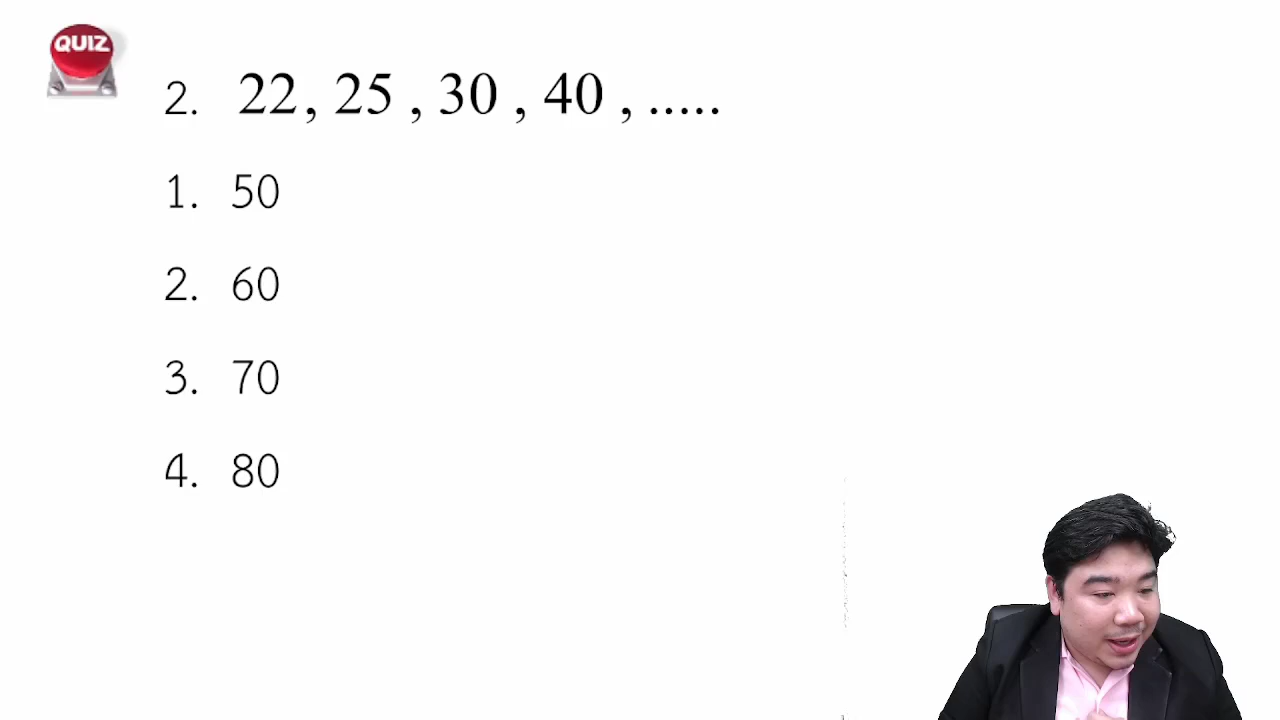 QUIZ
2. 22, 25 , 30 , 40 , .....
1. 50
2. 60
3. 70
4. 80